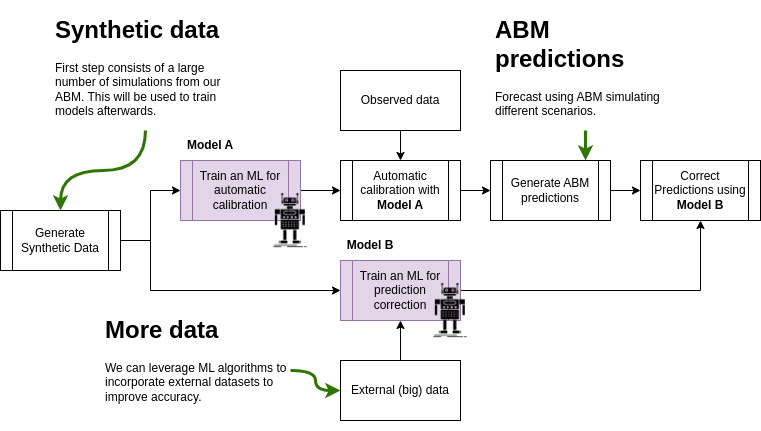 Synthetic data
First step consists of a large
number of simulations from our
ABM. This will be used to train
models afterwards.
ABM
predictions
Forecast using ABM simulating
different scenarios.
Observed data
Model A
Train an ML for
automatic
calibration
Automatic
calibration with
Model A
Generate ABM
predictions
Correct
Predictions using
Model B
Generate
Synthetic Data
Model B
Train an ML for
prediction
correction
More data
We can leverage ML algorithms to
incorporate external datasets to
improve accuracy.
External (big) data